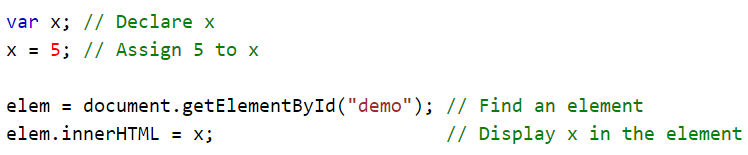 var x; // Declare x
x = 5; // Assign 5 to x
elem = document.getElementById("demo"); // Find an element
elem.innerHTML = x; // Display x in the element